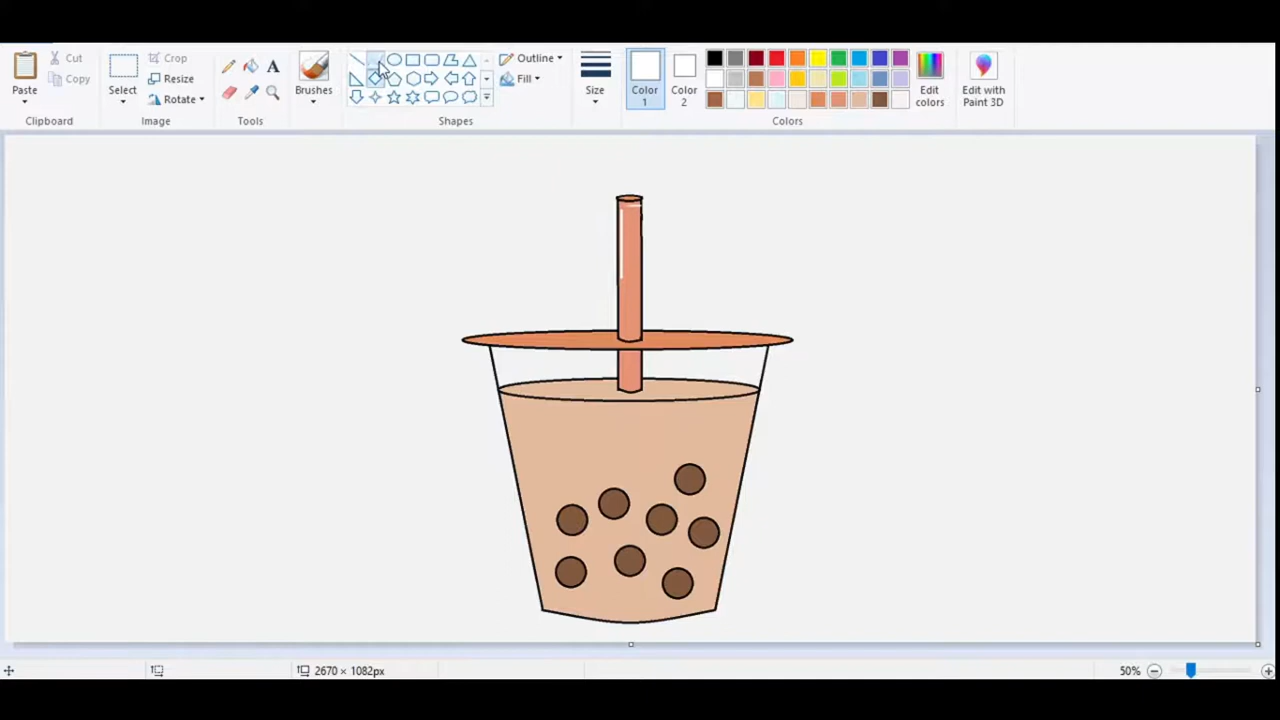 Cut
Crop
Outline
Copy
Resize
Fill
Paste
Select
Rotate
A
Brushes
Size
Color
1
Color
2
Edit
colors
Edit with
Paint 3D
Clipboard
Image
Tools
Shapes
Colors
2670 × 1082px
50%